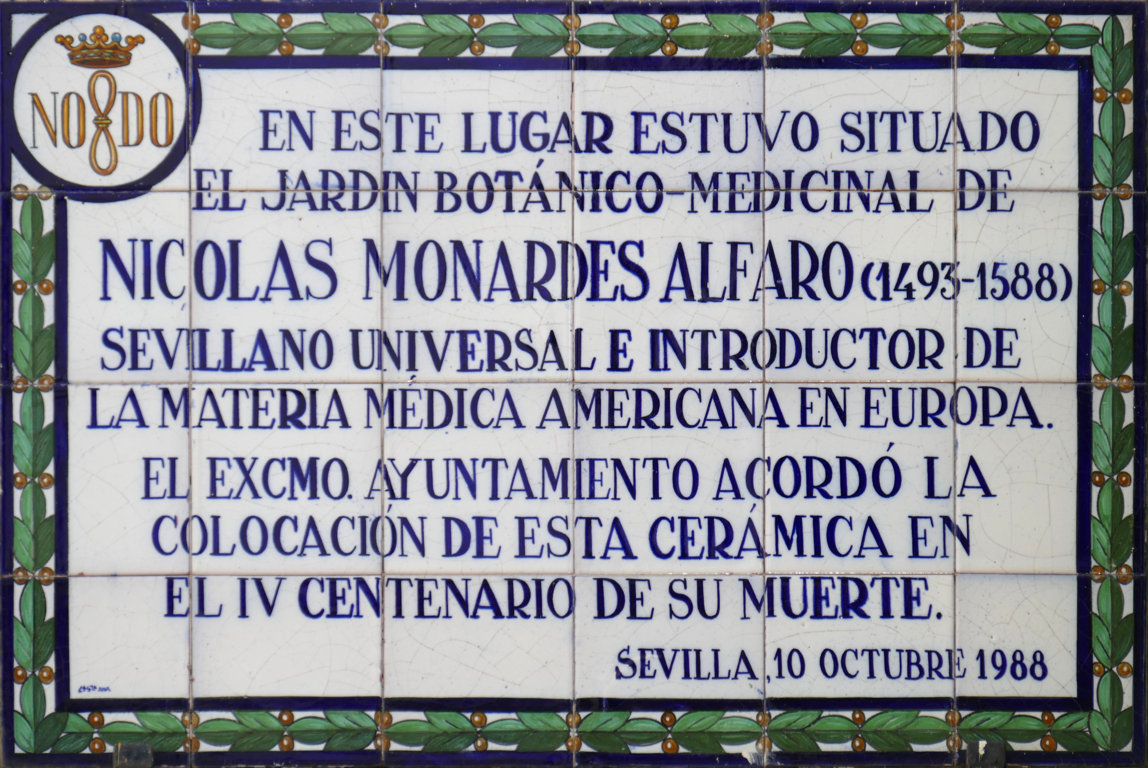 NO8DO
EN ESTE LUGAR ESTUVO SITUADO
EL JARDIN BOTÁNICO-MEDICINAL DE
NICOLAS MONARDES ALFARO (1493-1588)
SEVILLANO UNIVERSAL E INTRODUCTOR DE
LA MATERIA MÉDICA AMERICANA EN EUROPA.
EL EXCMO. AYUNTAMIENTO ACORDÓ LA
COLOCACIÓN DE ESTA CERÁMICA EN
EL IV CENTENARIO DE SU MUERTE.
SEVILLA, 10 OCTUBRE 1988